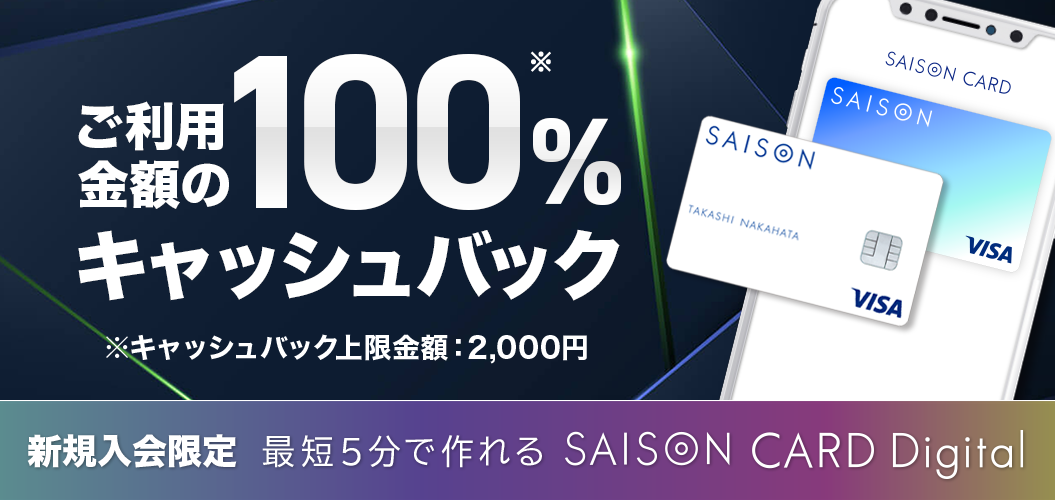 ご利用
金額の
100%※
キャッシュバック
※キャッシュバック上限金額：2,000円
SAISON CARD
SAISON
VISA
SAISON
TAKASHI NAKAHATA
VISA
新規入会限定 最短5分で作れる SAISON CARD Digital